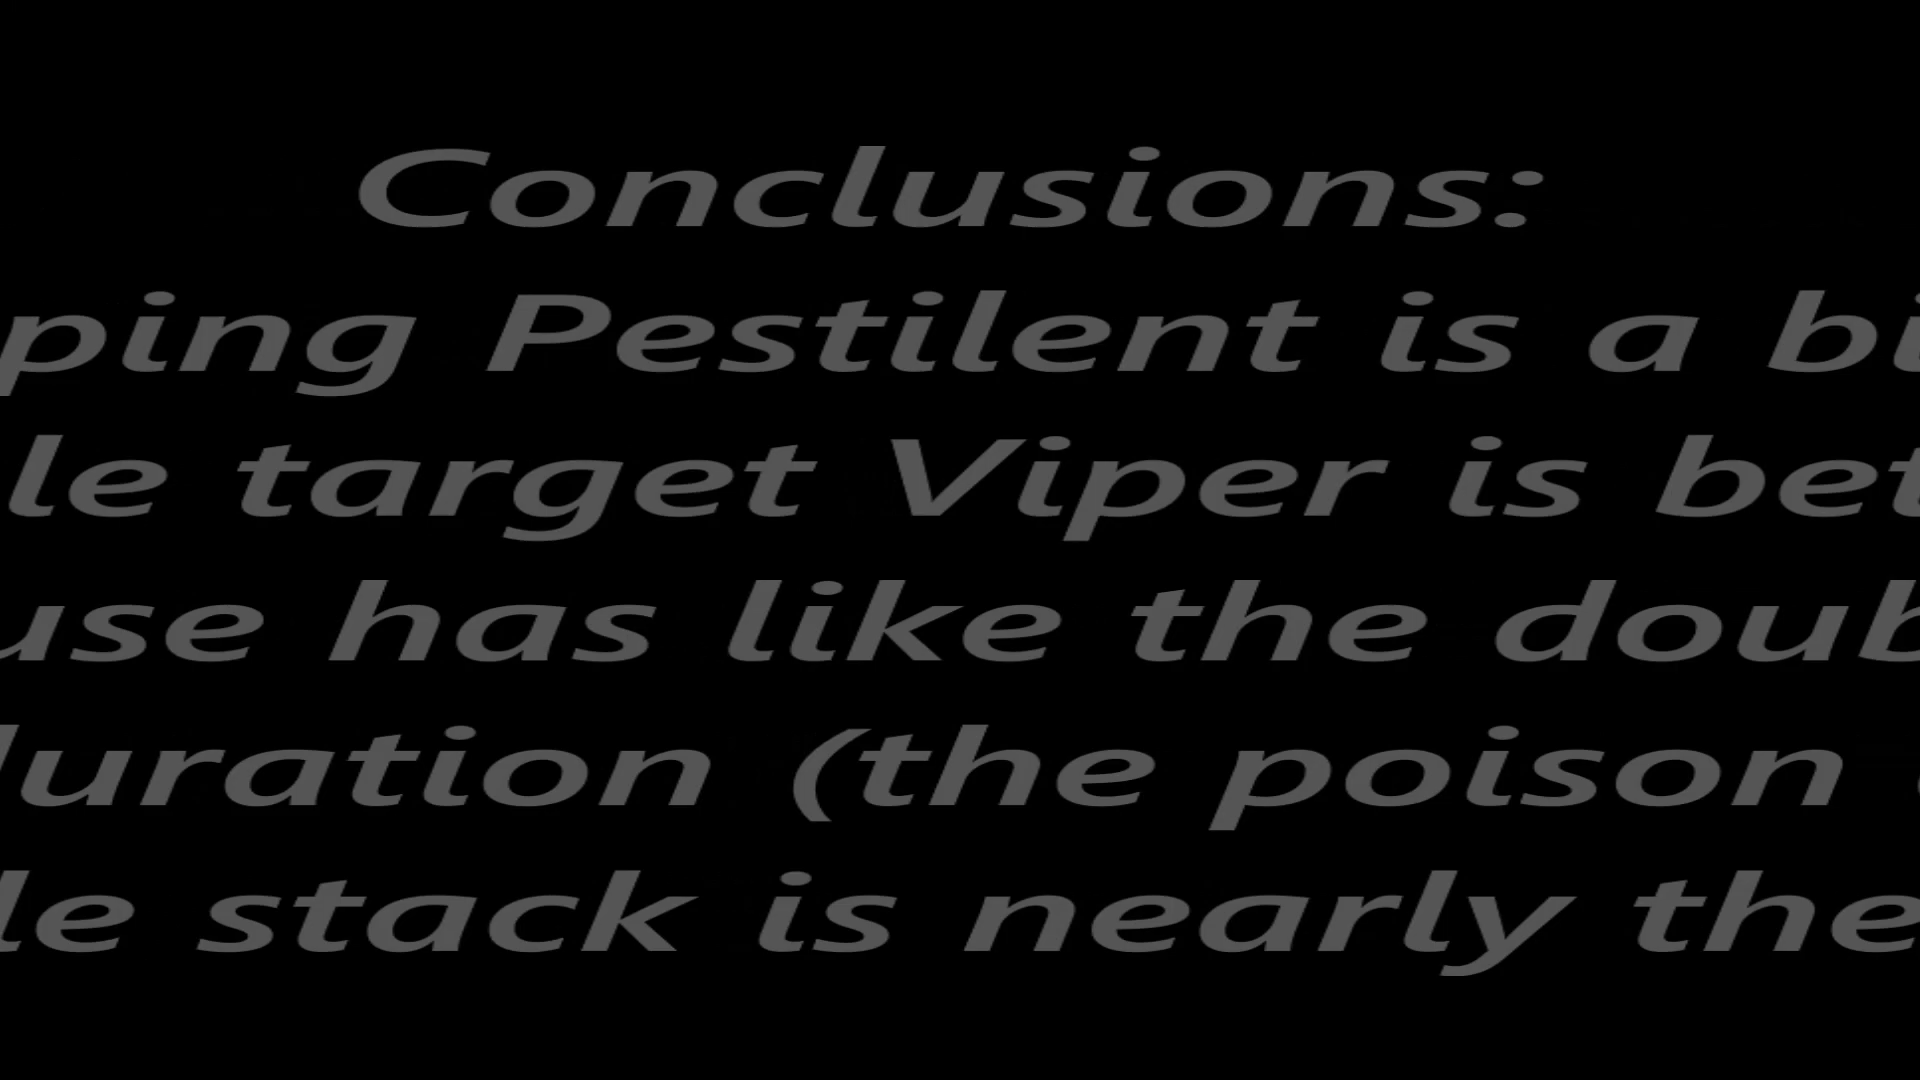 Conclusions:
ping Pestilent is a bi
le target Viper is bet
use has like the doub
duration (the poison
le stack is nearly the